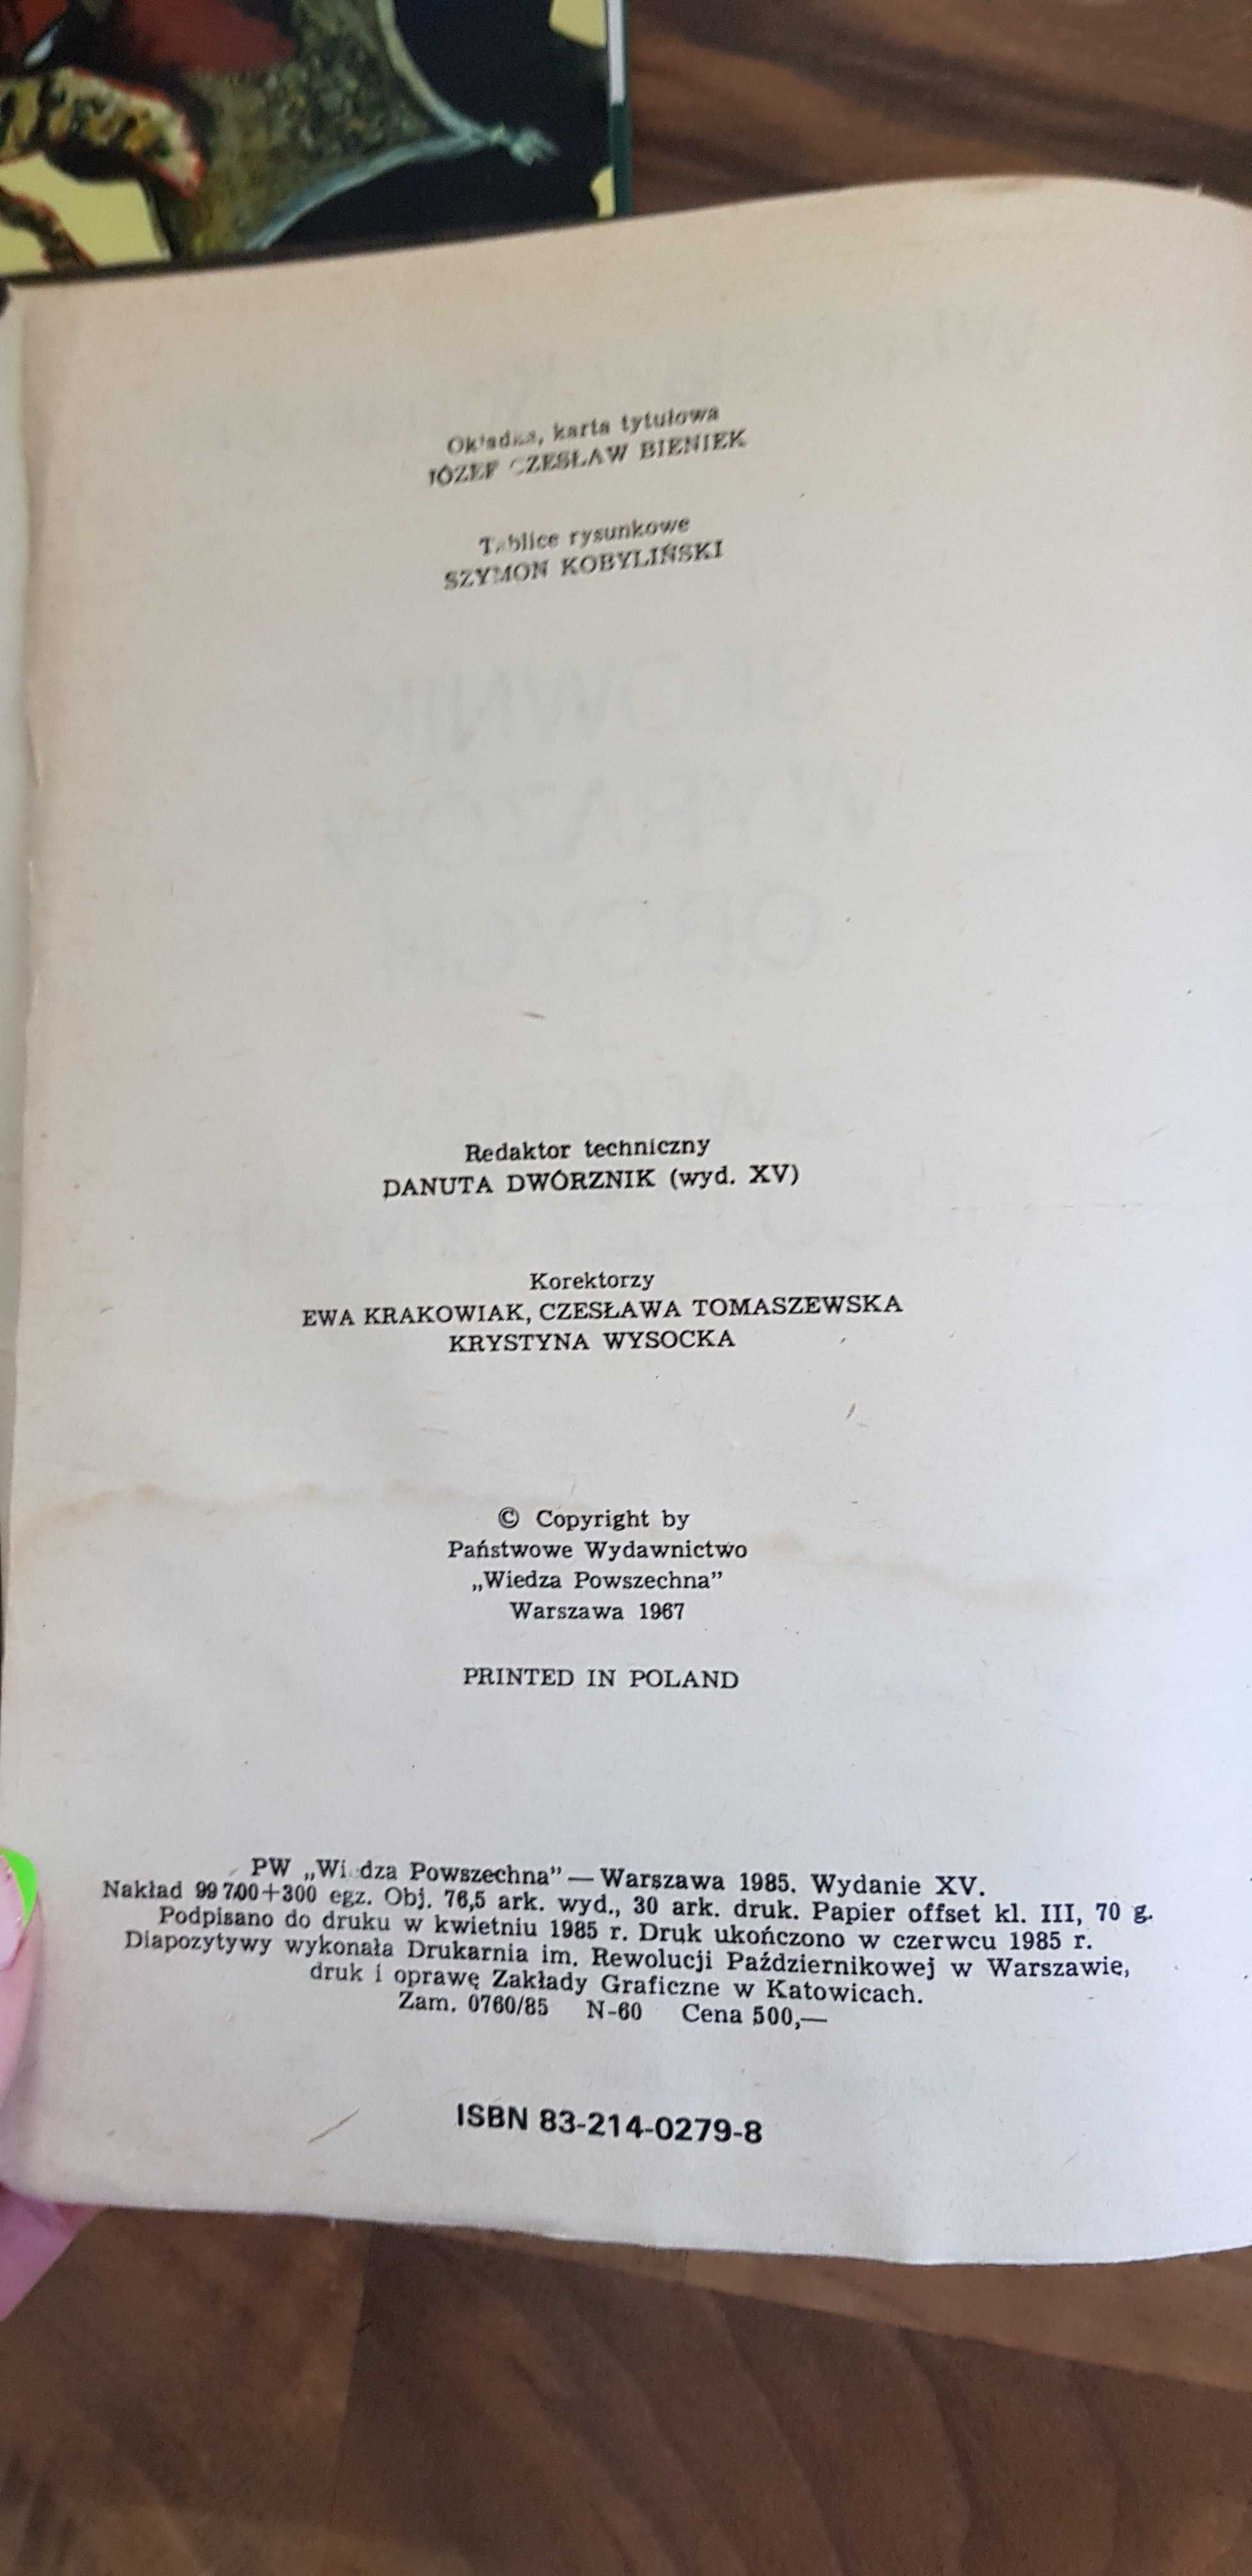 Okładka, karta tytułowa
JÓZEF CZESŁAW BIENIEK
Tablice rysunkowe
SZYMON KOBYLIŃSKI
Redaktor techniczny
DANUTA DWÓRZNIK (wyd. XV)
Korektorzy
EWA KRAKOWIAK, CZESŁAWA TOMASZEWSKA
KRYSTYNA WYSOCKA
© Copyright by
Państwowe Wydawnictwo
„Wiedza Powszechna”
Warszawa 1967
PRINTED IN POLAND
PW „Wiedza Powszechna” — Warszawa 1985. Wydanie XV.
Nakład 99 700+300 egz. Obj. 76,5 ark. wyd., 30 ark. druk. Papier offset kl. III, 70 g.
Podpisano do druku w kwietniu 1985 r. Druk ukończono w czerwcu 1985 r.
Diapozytywy wykonała Drukarnia im. Rewolucji Październikowej w Warszawie,
druk i oprawę Zakłady Graficzne w Katowicach.
Zam. 0760/85 N-60 Cena 500,—
ISBN 83-214-0279-8